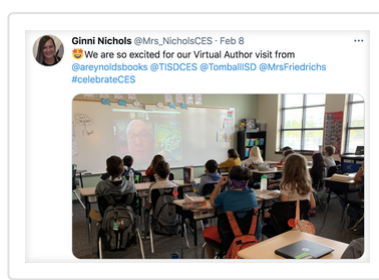 Ginni Nichols @Mrs_NicholsCES · Feb 8
🤩We are so excited for our Virtual Author visit from
@areynoldsbooks @TISDCES @TomballISD @MrsFriedrichs
#celebrateCES